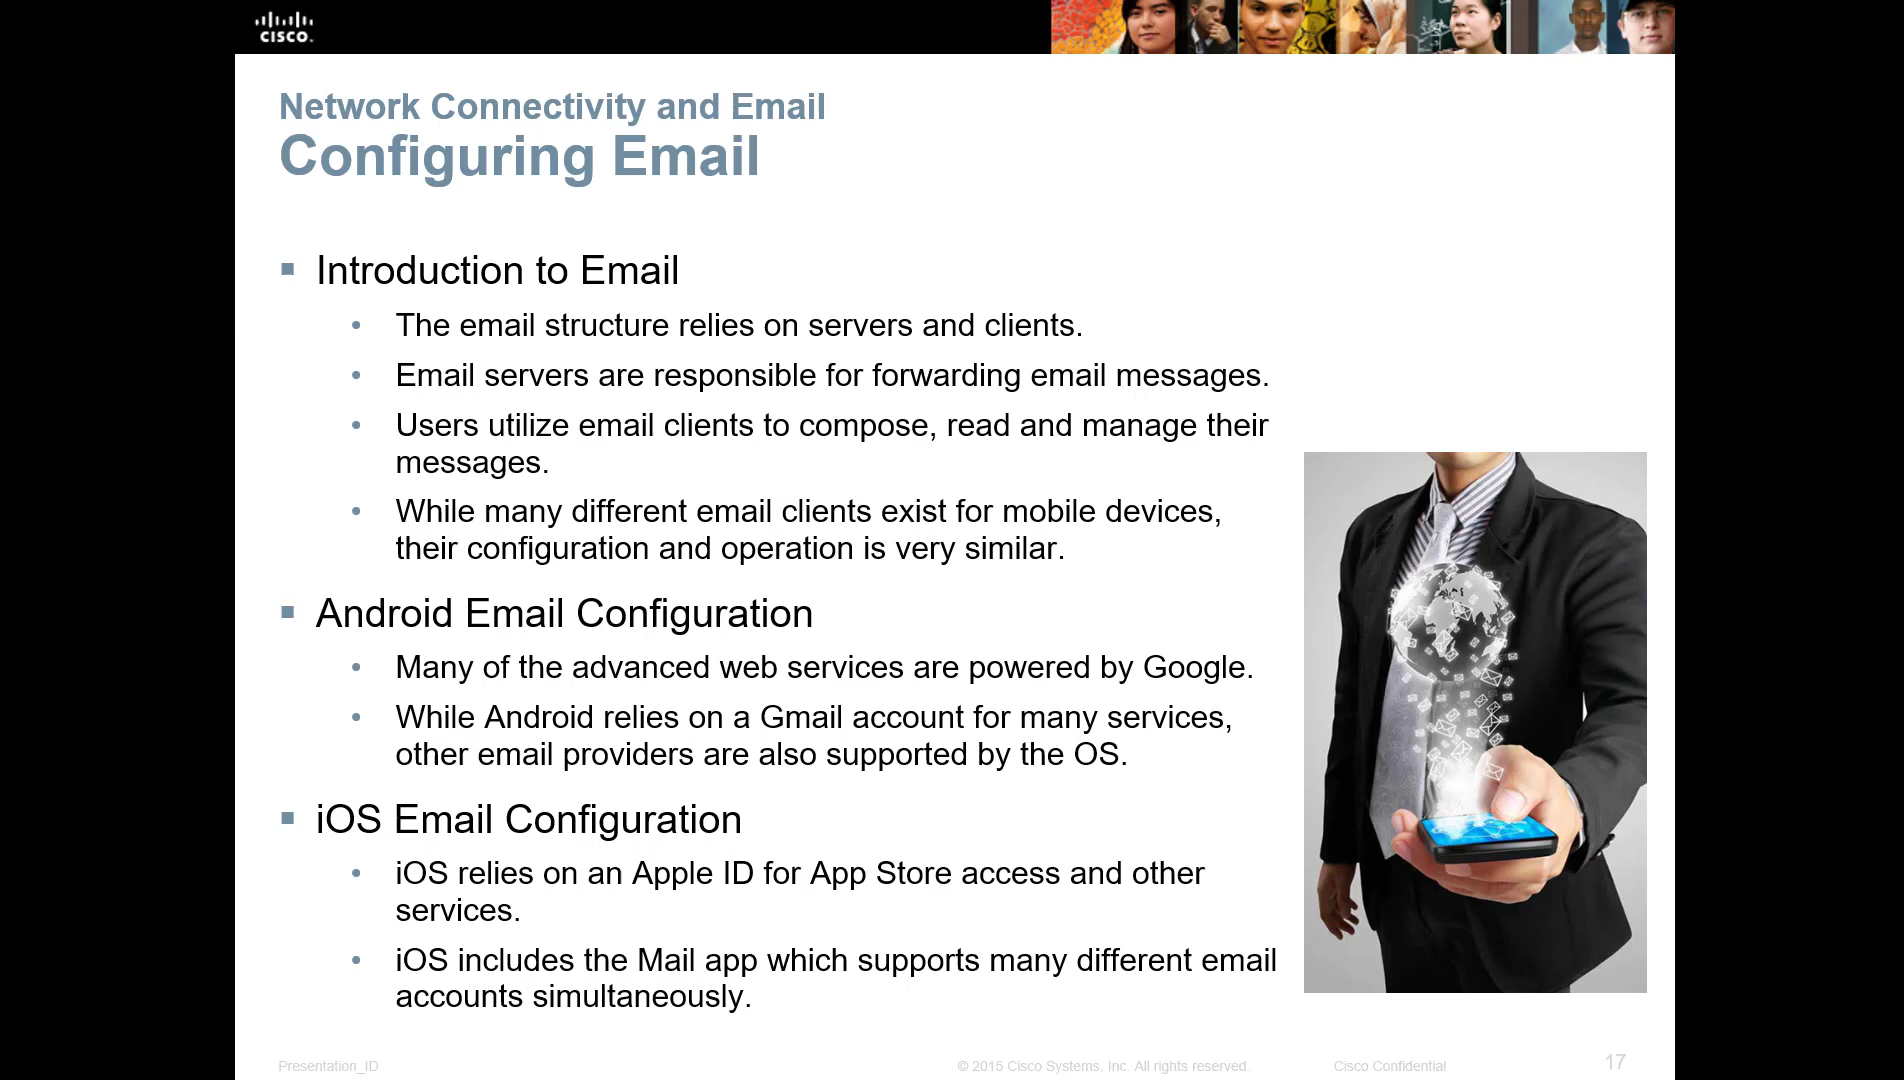 CISCO.
Network Connectivity and Email
Configuring Email
▪ Introduction to Email
• The email structure relies on servers and clients.
• Email servers are responsible for forwarding email messages.
• Users utilize email clients to compose, read and manage their
messages.
• While many different email clients exist for mobile devices,
their configuration and operation is very similar.
▪ Android Email Configuration
• Many of the advanced web services are powered by Google.
• While Android relies on a Gmail account for many services,
other email providers are also supported by the OS.
▪ iOS Email Configuration
• iOS relies on an Apple ID for App Store access and other
services.
• iOS includes the Mail app which supports many different email
accounts simultaneously.
Presentation_ID © 2015 Cisco Systems, Inc. All rights reserved. Cisco Confidential 17